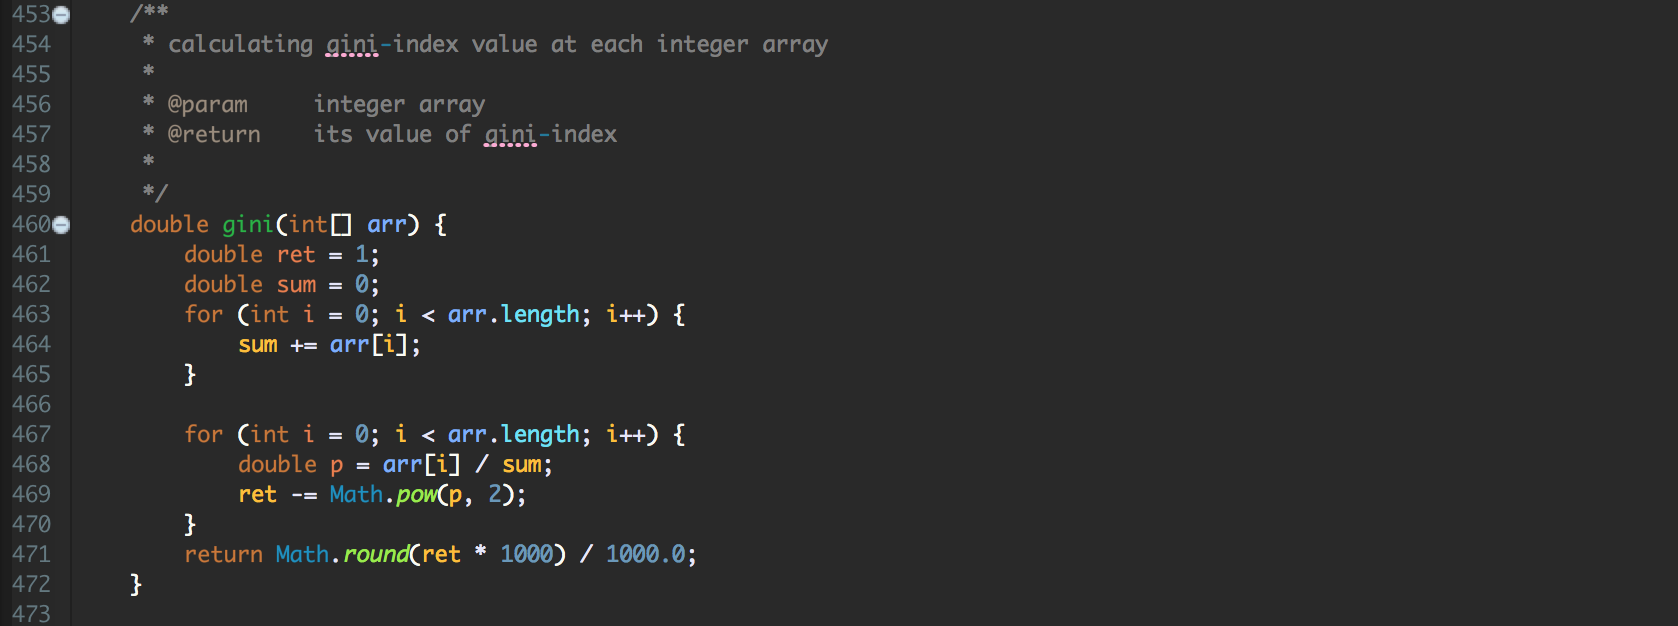 453 /**
454 * calculating gini-index value at each integer array
455 *
456 * @param integer array
457 * @return its value of gini-index
458 *
459 */
460 double gini(int[] arr) {
461 double ret = 1;
462 double sum = 0;
463 for (int i = 0; i < arr.length; i++) {
464 sum += arr[i];
465 }
466
467 for (int i = 0; i < arr.length; i++) {
468 double p = arr[i] / sum;
469 ret -= Math.pow(p, 2);
470 }
471 return Math.round(ret * 1000) / 1000.0;
472 }
473